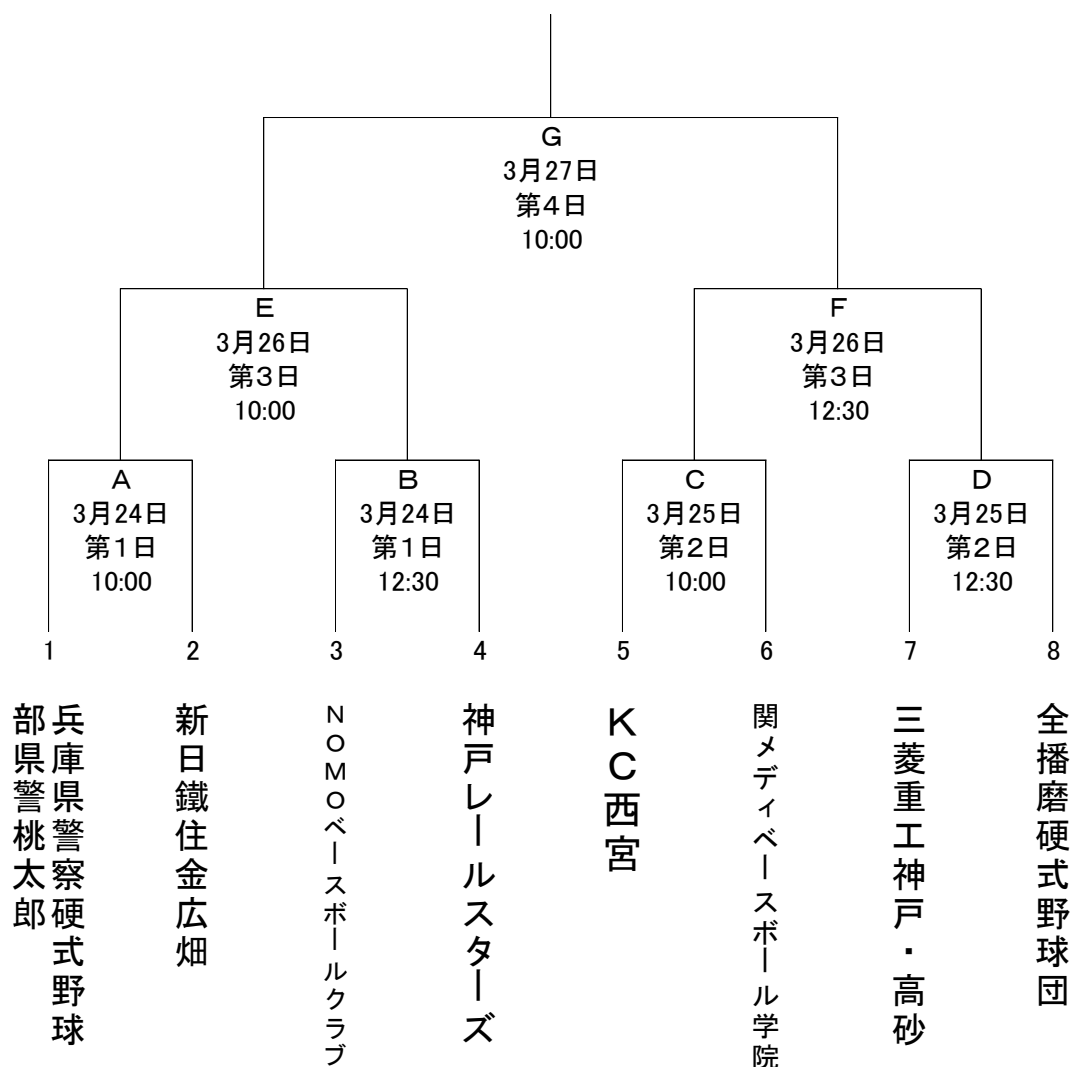 G
3月27日
第4日
10:00
E
3月26日
第3日
10:00
F
3月26日
第3日
12:30
A
3月24日
第1日
10:00
B
3月24日
第1日
12:30
C
3月25日
第2日
10:00
D
3月25日
第2日
12:30
1
2
3
4
5
6
7
8
兵庫県警察硬式野球
部県警桃太郎
新日鐵住金広畑
NOMOベースボールクラブ
神戸レールスターズ
KC西宮
関メディベースボール学院
三菱重工神戸・高砂
全播磨硬式野球団